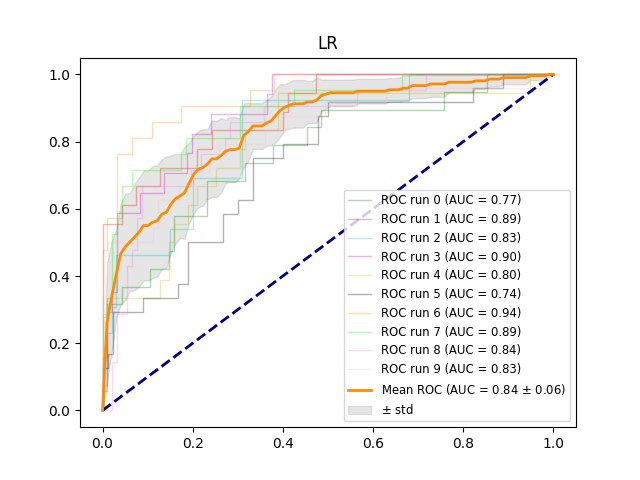 LR
1.0
0.8
0.6
0.4
0.2
0.0
0.0 0.2 0.4 0.6 0.8 1.0
ROC run 0 (AUC = 0.77)
ROC run 1 (AUC = 0.89)
ROC run 2 (AUC = 0.83)
ROC run 3 (AUC = 0.90)
ROC run 4 (AUC = 0.80)
ROC run 5 (AUC = 0.74)
ROC run 6 (AUC = 0.94)
ROC run 7 (AUC = 0.89)
ROC run 8 (AUC = 0.84)
ROC run 9 (AUC = 0.83)
Mean ROC (AUC = 0.84 ± 0.06)
± std